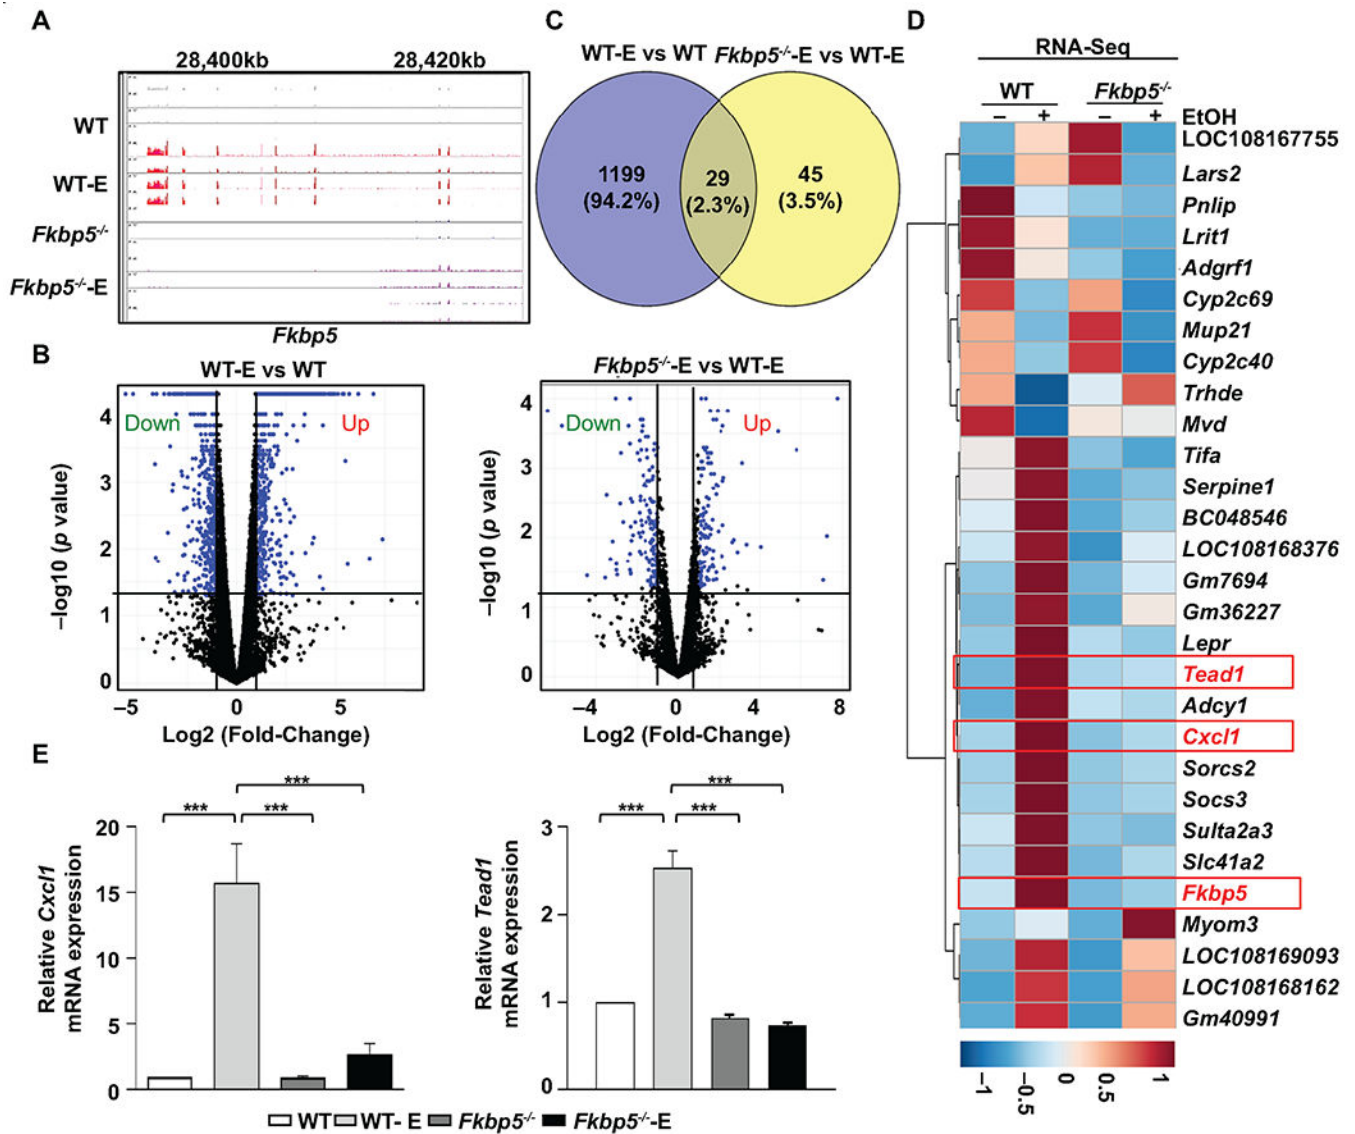 A
28,400kb 28,420kb
WT
WT-E
Fkbp5-/-
Fkbp5-/--E
Fkbp5
B
WT-E vs WT
Down
Up
4
3
2
1
0
–5 0 5
–log10 (p value)
Log2 (Fold-Change)
Fkbp5-/--E vs WT-E
Down
Up
4
3
2
1
0
–4 0 4 8
–log10 (p value)
Log2 (Fold-Change)
C
WT-E vs WT Fkbp5-/--E vs WT-E
1199
(94.2%)
29
(2.3%)
45
(3.5%)
D
RNA-Seq
WT Fkbp5-/-
– + – + EtOH
LOC108167755
Lars2
Pnlip
Lrit1
Adgrf1
Cyp2c69
Mup21
Cyp2c40
Trhde
Mvd
Tifa
Serpine1
BC048546
LOC108168376
Gm7694
Gm36227
Lepr
Tead1
Adcy1
Cxcl1
Sorcs2
Socs3
Sulta2a3
Slc41a2
Fkbp5
Myom3
LOC108169093
LOC108168162
Gm40991
–1 –0.5 0 0.5 1
E
***
*** ***
20
15
10
5
0
Relative Cxcl1
mRNA expression
***
*** ***
3
2
1
0
Relative Tead1
mRNA expression
WT WT- E Fkbp5-/- Fkbp5-/--E